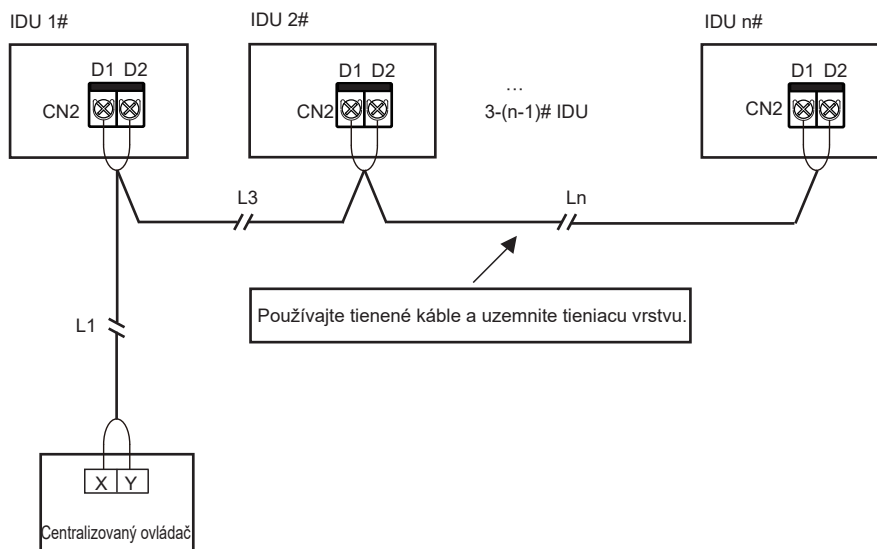 IDU 1#
IDU 2#
IDU n#
D1 D2
D1 D2
D1 D2
CN2
CN2
CN2
...
3-(n-1)# IDU
L3
Ln
Používajte tienené káble a uzemnite tieniacu vrstvu.
L1
X Y
Centralizovaný ovládač